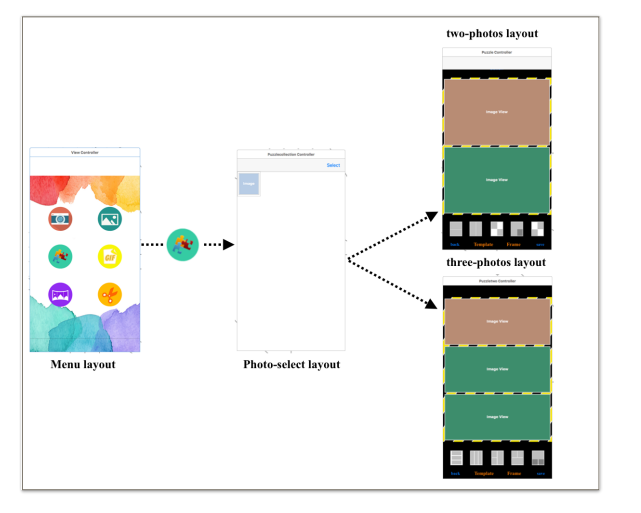 two-photos layout
Puzzle Controller
Image View
Image View
back Template Frame save
View Controller
GIF
Menu layout
Puzzlecollection Controller
Select
Image
Photo-select layout
three-photos layout
Puzzletree Controller
Image View
Image View
Image View
back Template Frame save